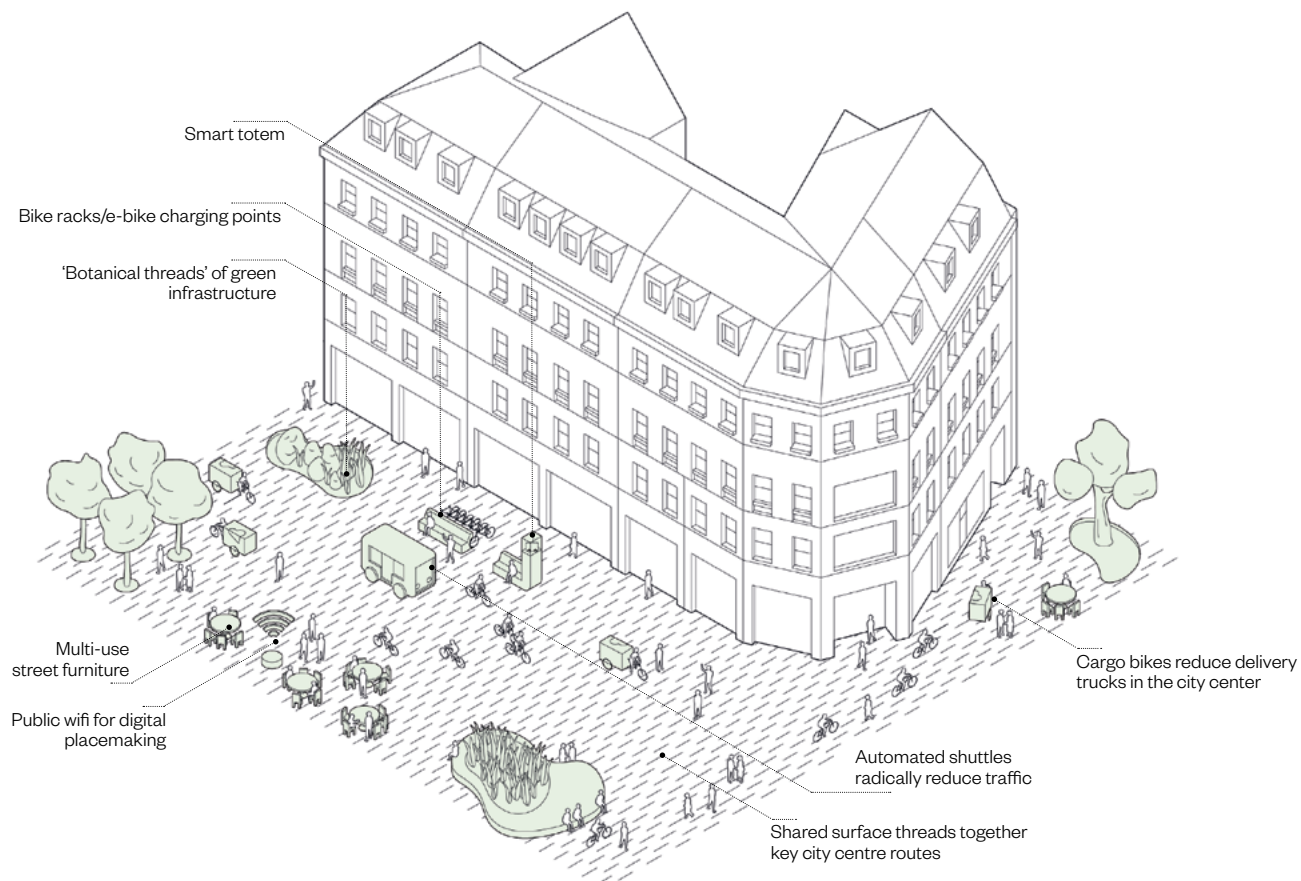 Smart totem
Bike racks/e-bike charging points
‘Botanical threads’ of green
infrastructure
Multi-use
street furniture
Public wifi for digital
placemaking
Cargo bikes reduce delivery
trucks in the city center
Automated shuttles
radically reduce traffic
Shared surface threads together
key city centre routes